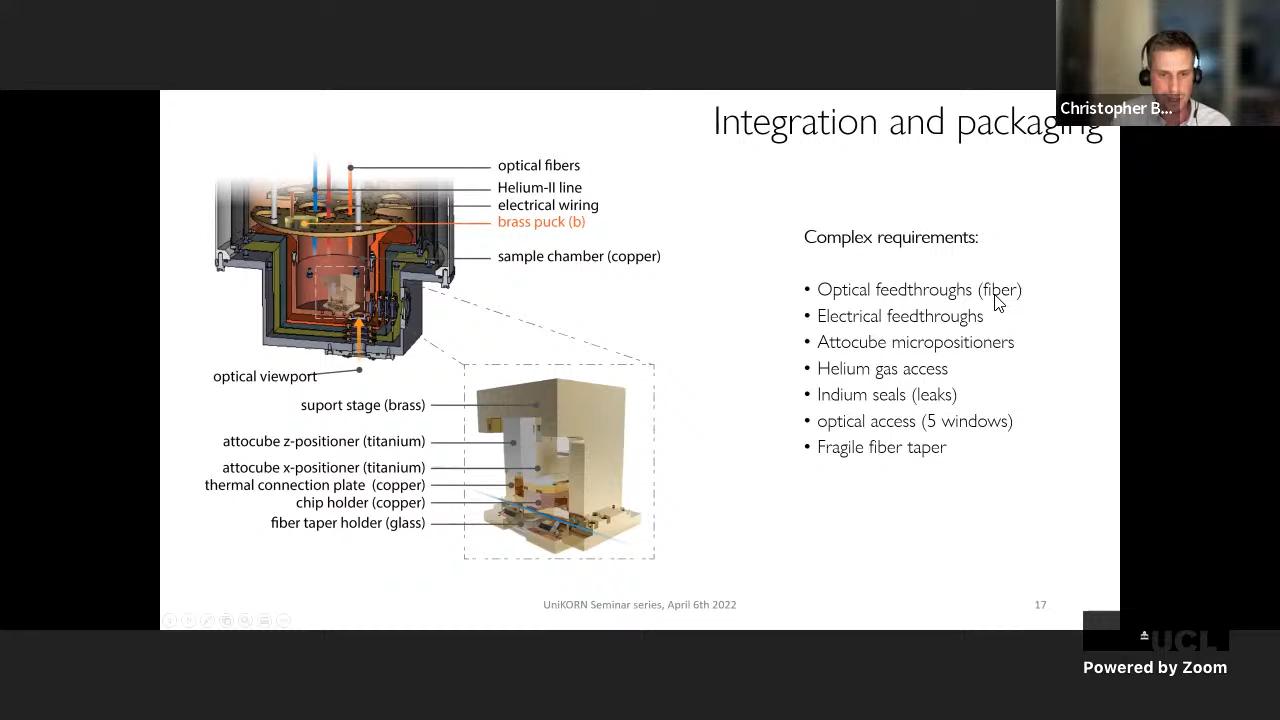 Christopher B...
Integration and packaging
optical fibers
Helium-II line
electrical wiring
brass puck (b)
sample chamber (copper)
optical viewport
suport stage (brass)
attocube z-positioner (titanium)
attocube x-positioner (titanium)
thermal connection plate (copper)
chip holder (copper)
fiber taper holder (glass)
Complex requirements:
• Optical feedthroughs (fiber)
• Electrical feedthroughs
• Attocube micropositioners
• Helium gas access
• Indium seals (leaks)
• optical access (5 windows)
• Fragile fiber taper
UniKORN Seminar series, April 6th 2022
17
UCL
Powered by Zoom